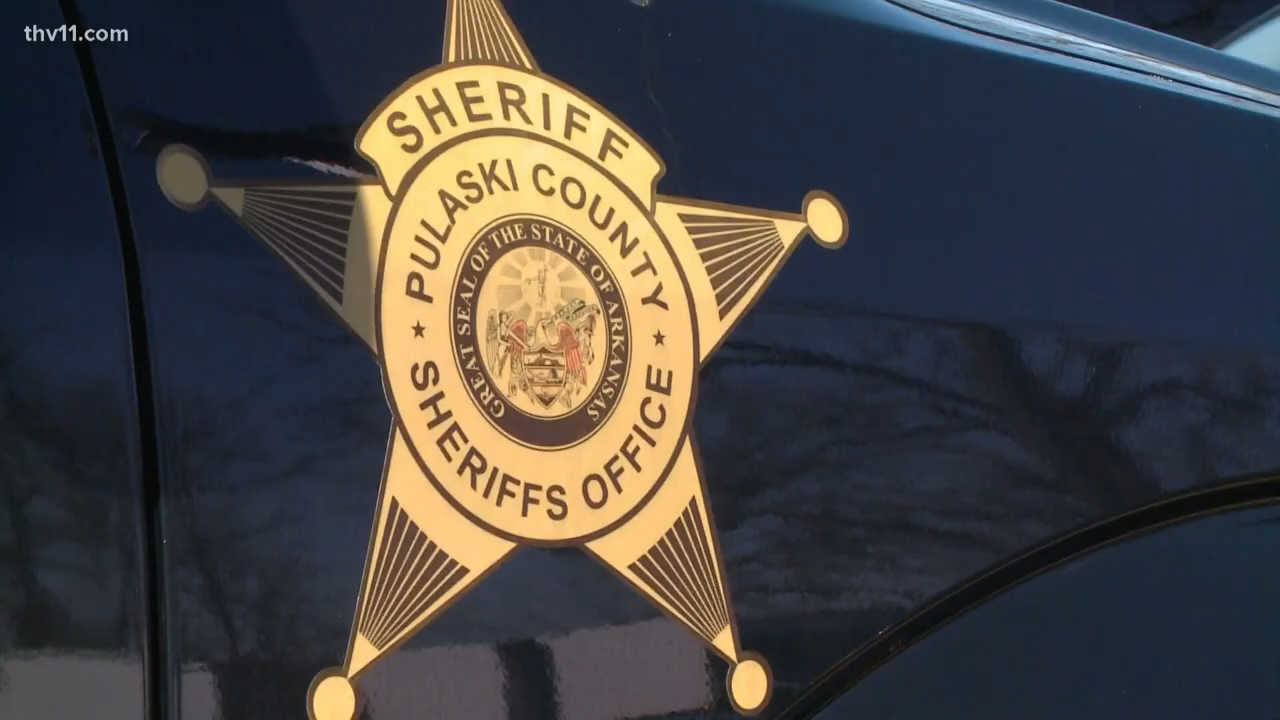 thv11.com
SHERIFF
PULASKI COUNTY
GREAT SEAL OF THE STATE OF ARKANSAS
★ SHERIFFS OFFICE ★